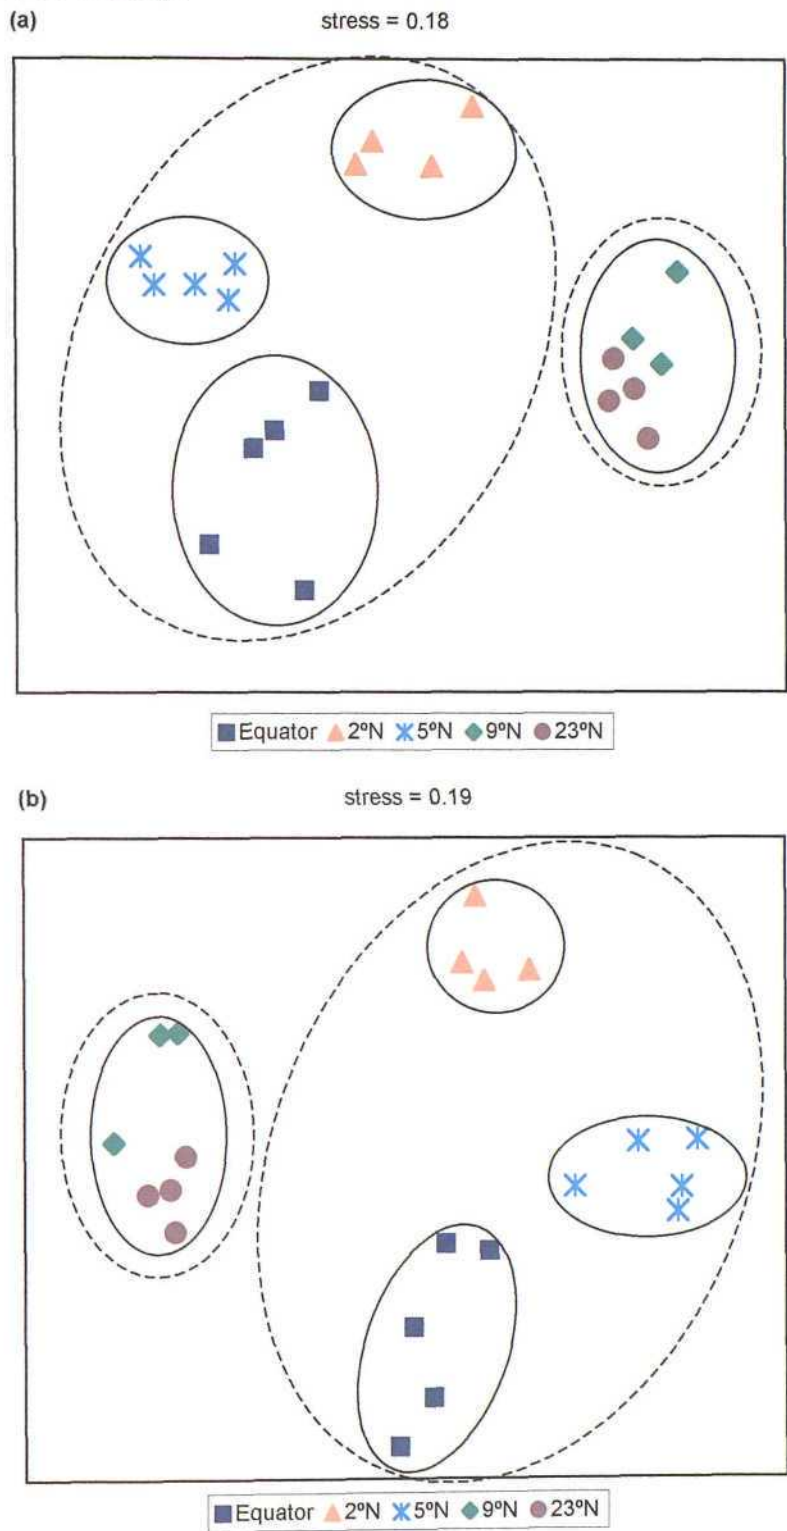 (a)
stress = 0.18
Equator 2ºN 5ºN 9ºN 23ºN
(b)
stress = 0.19
Equator 2ºN 5ºN 9ºN 23ºN